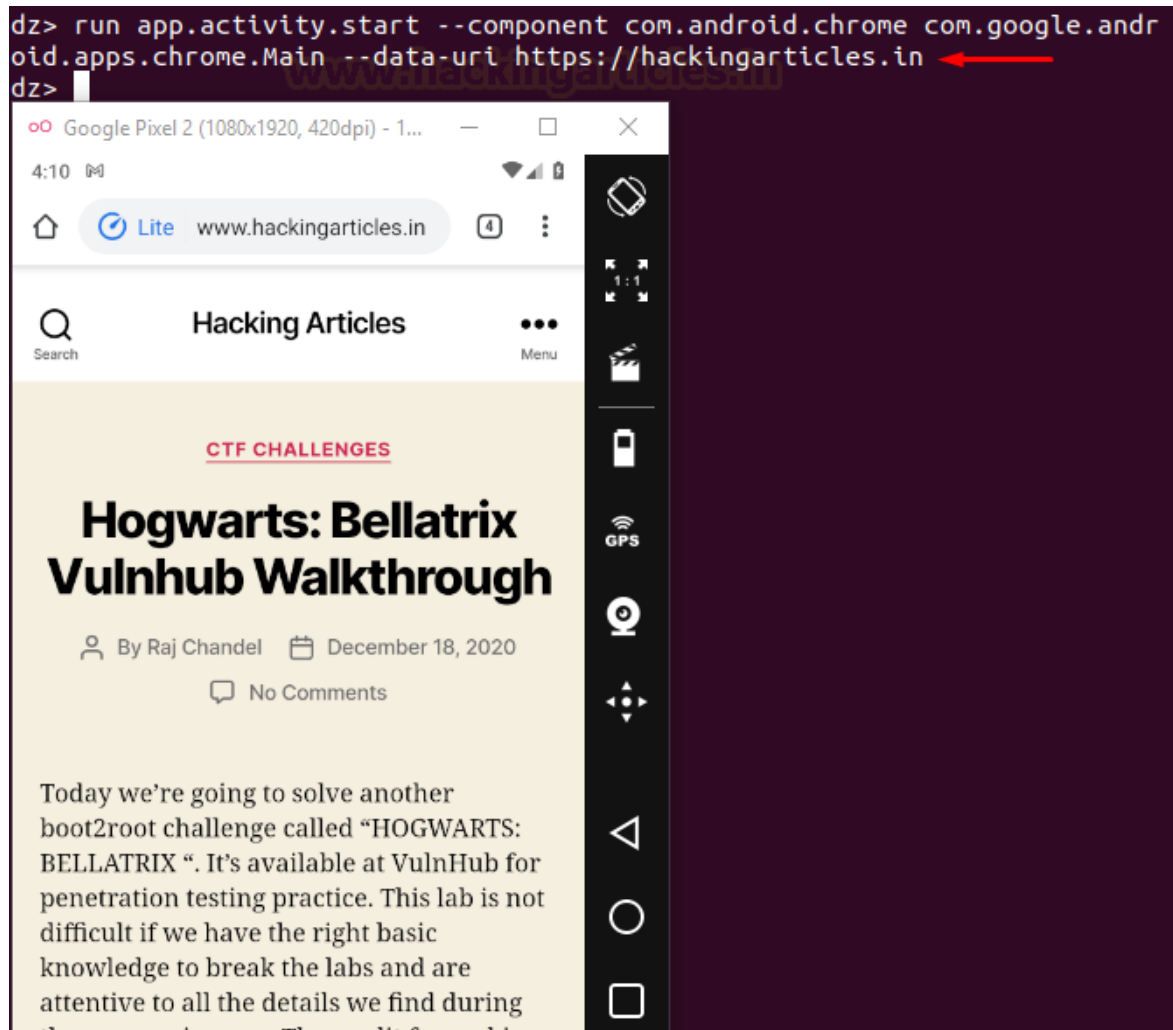 dz> run app.activity.start --component com.android.chrome com.google.andr
oid.apps.chrome.Main --data-uri https://hackingarticles.in
www.hackingarticles.in
dz>
Google Pixel 2 (1080x1920, 420dpi) - 1...
4:10
Lite www.hackingarticles.in 4
1:1
Hacking Articles
Search
Menu
CTF CHALLENGES
GPS
Hogwarts: Bellatrix
Vulnhub Walkthrough
By Raj Chandel December 18, 2020
No Comments
Today we’re going to solve another
boot2root challenge called “HOGWARTS:
BELLATRIX “. It’s available at VulnHub for
penetration testing practice. This lab is not
difficult if we have the right basic
knowledge to break the labs and are
attentive to all the details we find during